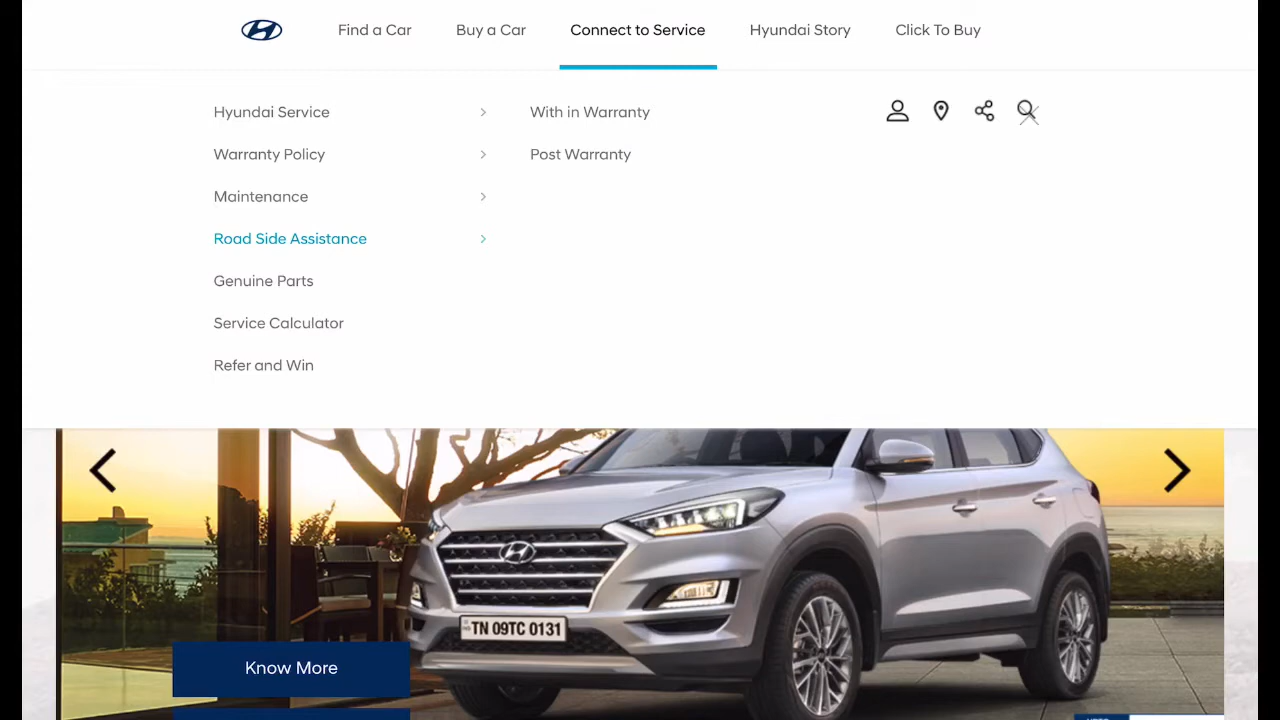 Find a Car
Buy a Car
Connect to Service
Hyundai Story
Click To Buy
Hyundai Service
With in Warranty
Warranty Policy
Post Warranty
Maintenance
Road Side Assistance
Genuine Parts
Service Calculator
Refer and Win
TN 09TC 0131
Know More